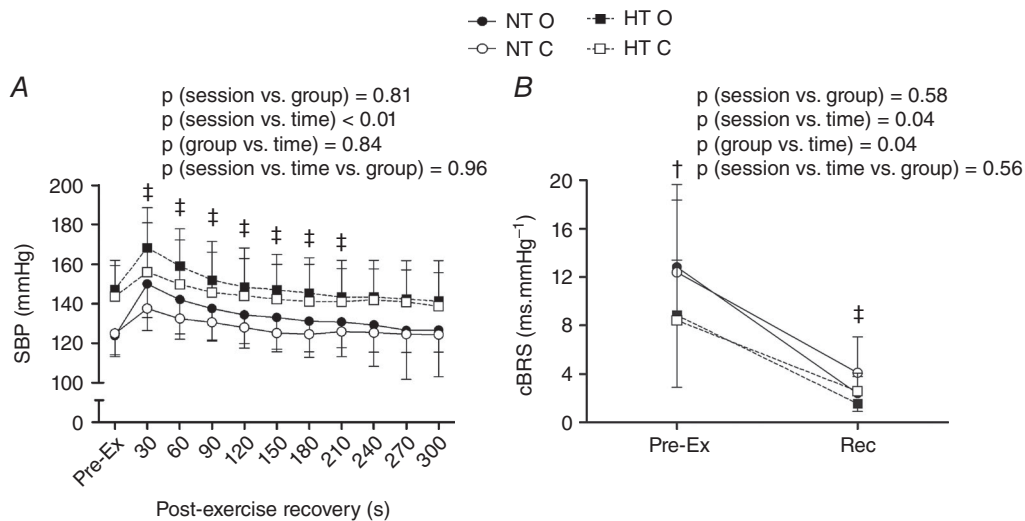 NT O
HT O
NT C
HT C
A
p (session vs. group) = 0.81
p (session vs. time) < 0.01
p (group vs. time) = 0.84
p (session vs. time vs. group) = 0.96
200
180
160
140
120
100
0
SBP (mmHg)
‡ ‡ ‡ ‡ ‡ ‡ ‡
Pre-Ex 30 60 90 120 150 180 210 240 270 300
Post-exercise recovery (s)
B
p (session vs. group) = 0.58
p (session vs. time) = 0.04
p (group vs. time) = 0.04
p (session vs. time vs. group) = 0.56
20
16
12
8
4
0
cBRS (ms.mmHg⁻¹)
†
‡
Pre-Ex Rec